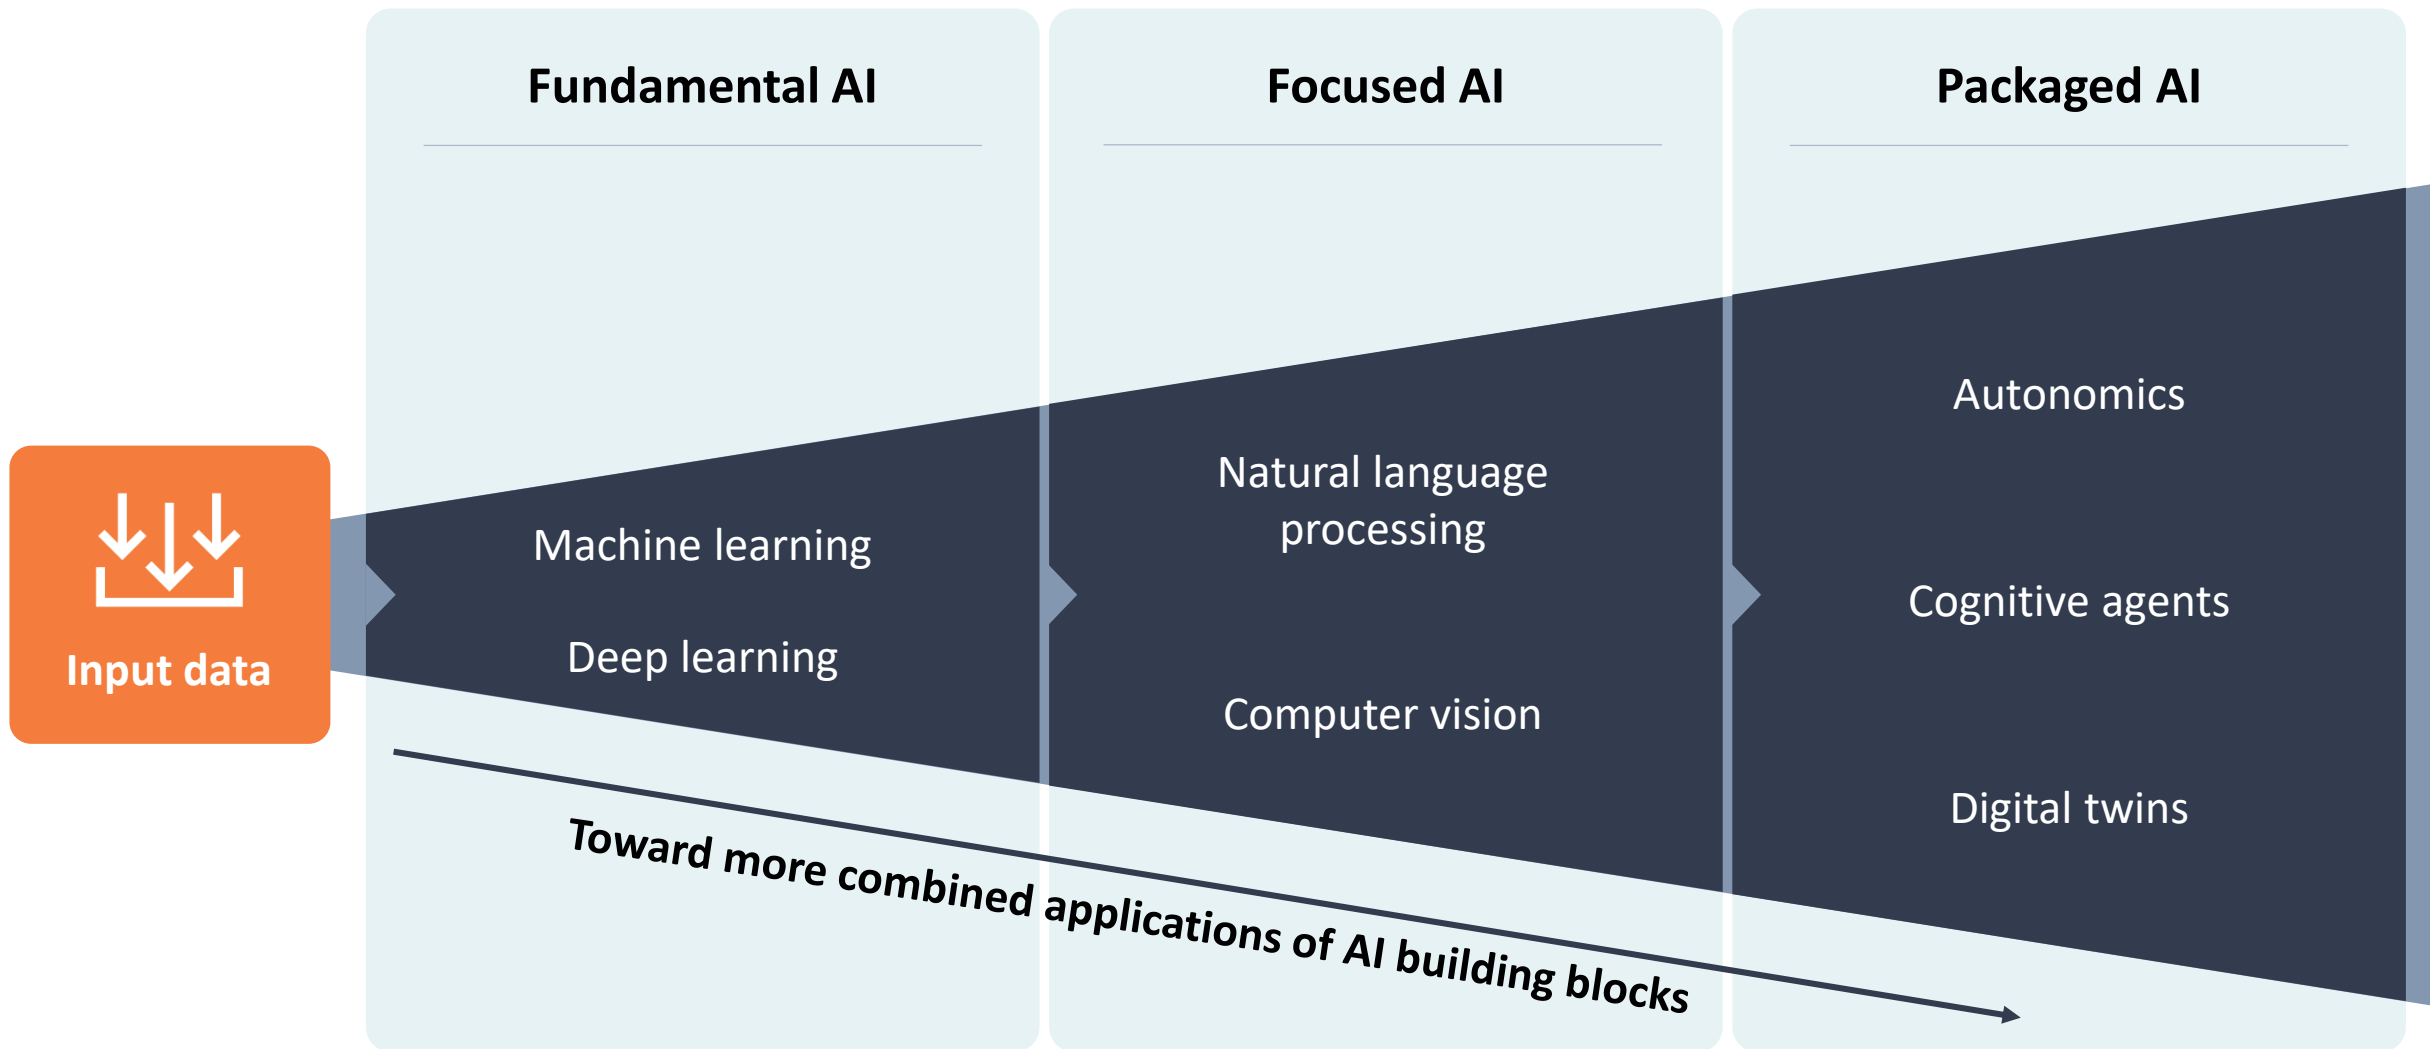 Fundamental AI
Focused AI
Packaged AI
Input data
Machine learning
Deep learning
Natural language
processing
Computer vision
Autonomics
Cognitive agents
Digital twins
Toward more combined applications of AI building blocks